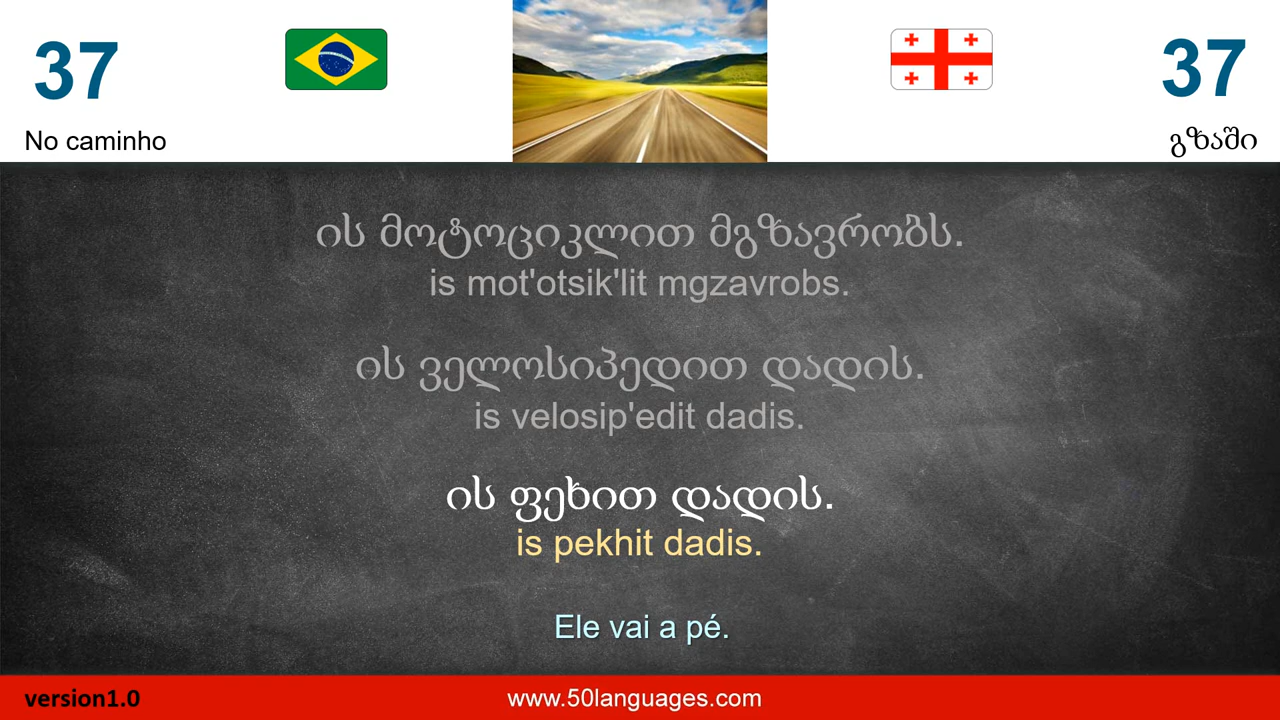 37
37
No caminho
გზაში
ის მოტოციკლით მგზავრობს.
is mot'otsik'lit mgzavrobs.
ის ველოსიპედით დადის.
is velosip'edit dadis.
ის ფეხით დადის.
is pekhit dadis.
Ele vai a pé.
version1.0
www.50languages.com